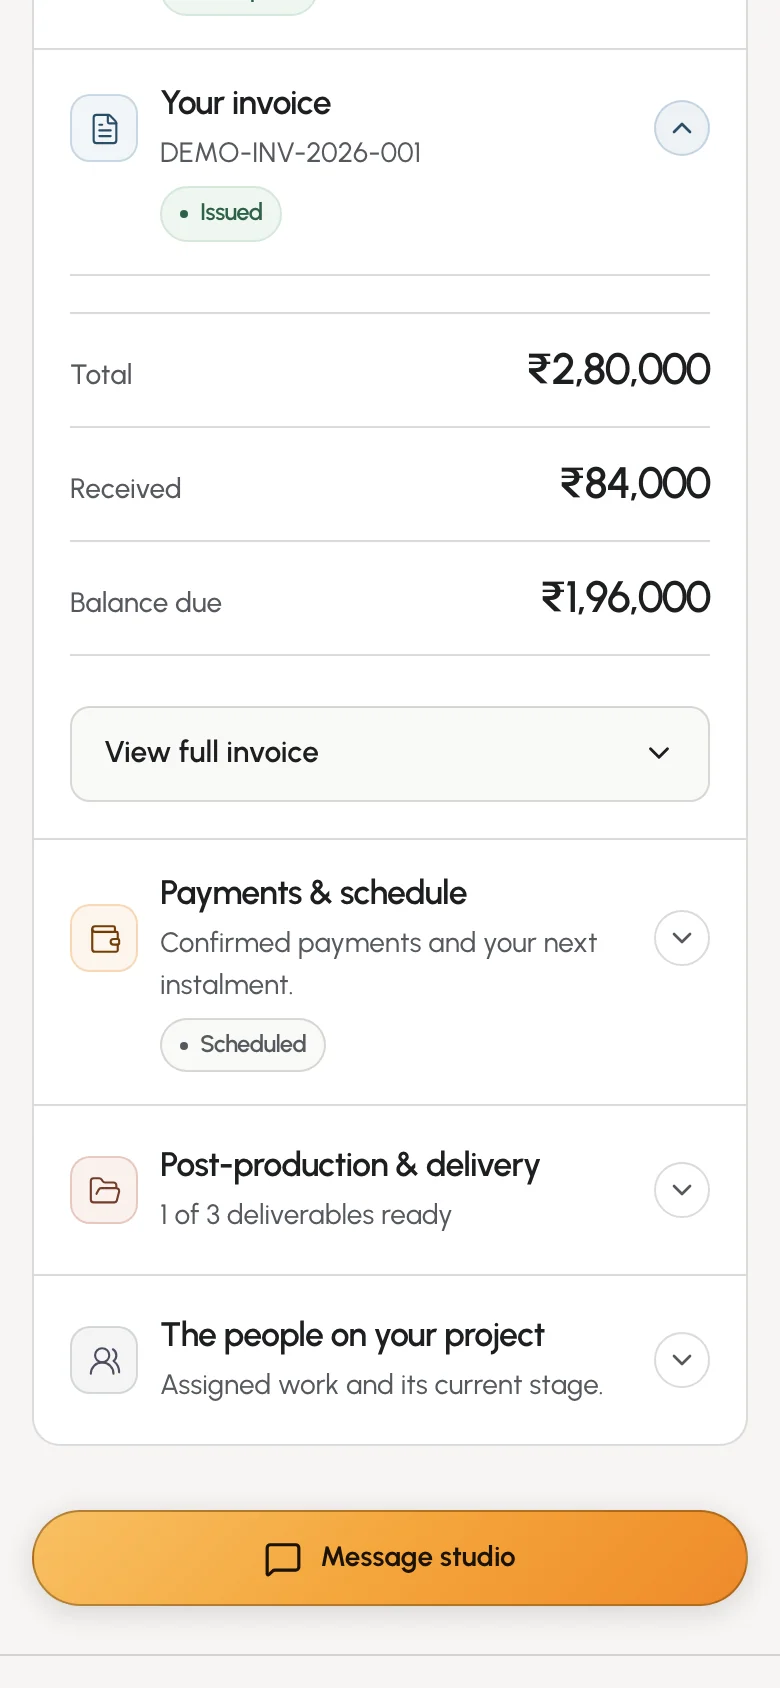 Your invoice
DEMO-INV-2026-001
Issued
Total ₹2,80,000
Received ₹84,000
Balance due ₹1,96,000
View full invoice
Payments & schedule
Confirmed payments and your next
instalment.
Scheduled
Post-production & delivery
1 of 3 deliverables ready
The people on your project
Assigned work and its current stage.
Message studio